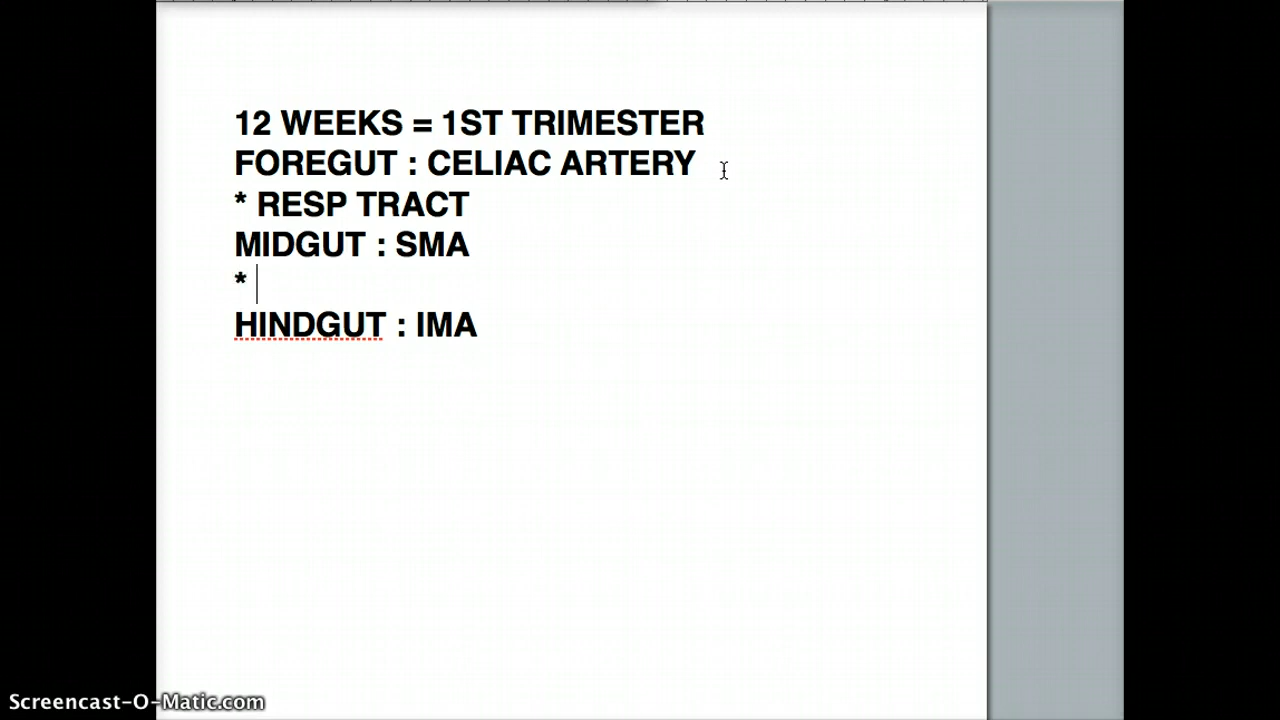 12 WEEKS = 1ST TRIMESTER
FOREGUT : CELIAC ARTERY
* RESP TRACT
MIDGUT : SMA
*
HINDGUT : IMA
Screencast-O-Matic.com